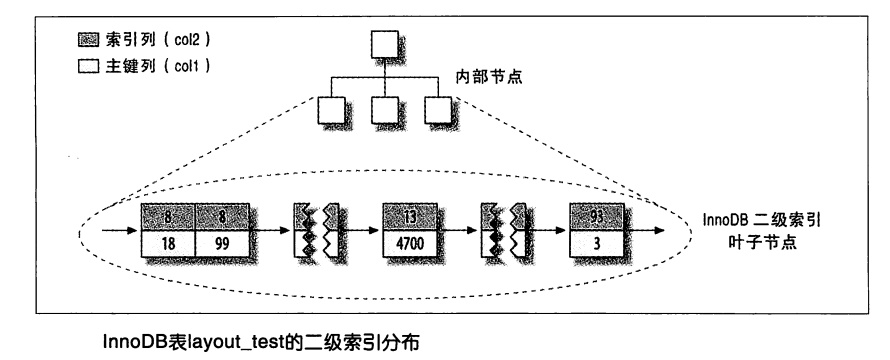 索引列（col2）
主键列（col1）
内部节点
8 8 13 93
18 99 4700 3
InnoDB 二级索引
叶子节点
InnoDB表layout_test的二级索引分布